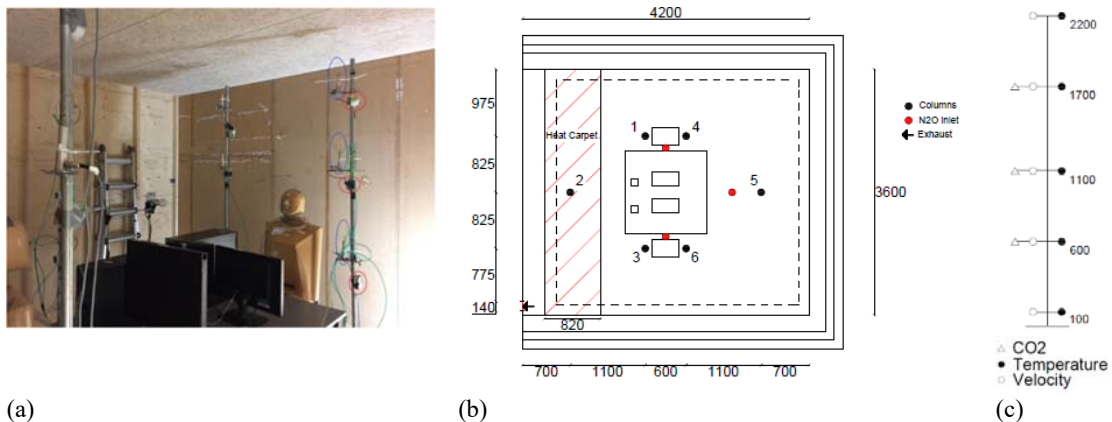 4200
975
825
825
775
140
Heat Carpet
1
4
2
5
3
6
820
700
1100
600
1100
700
3600
Columns
N2O Inlet
Exhaust
2200
1700
1100
600
100
CO2
Temperature
Velocity
(a)
(b)
(c)